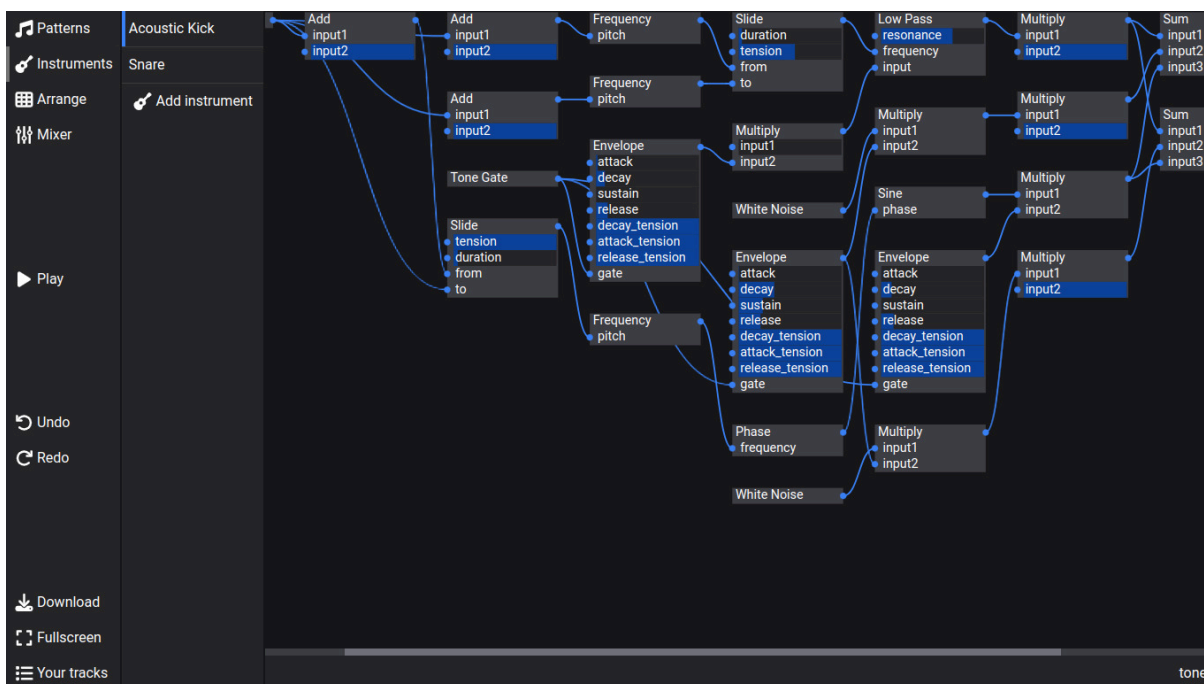 Patterns
Instruments
Arrange
Mixer
Play
Undo
Redo
Download
Fullscreen
Your tracks
Acoustic Kick
Snare
Add instrument
Add
input1
input2
Add
input1
input2
Add
input1
input2
Tone Gate
Slide
tension
duration
from
to
Frequency
pitch
Frequency
pitch
Envelope
attack
decay
sustain
release
decay_tension
attack_tension
release_tension
gate
Frequency
pitch
Slide
duration
tension
from
to
Multiply
input1
input2
White Noise
Envelope
attack
decay
sustain
release
decay_tension
attack_tension
release_tension
gate
Phase
frequency
White Noise
Low Pass
resonance
frequency
input
Multiply
input1
input2
Sine
phase
Envelope
attack
decay
sustain
release
decay_tension
attack_tension
release_tension
gate
Multiply
input1
input2
Multiply
input1
input2
Multiply
input1
input2
Multiply
input1
input2
Multiply
input1
input2
Sum
input1
input2
input3
Sum
input1
input2
input3
tone